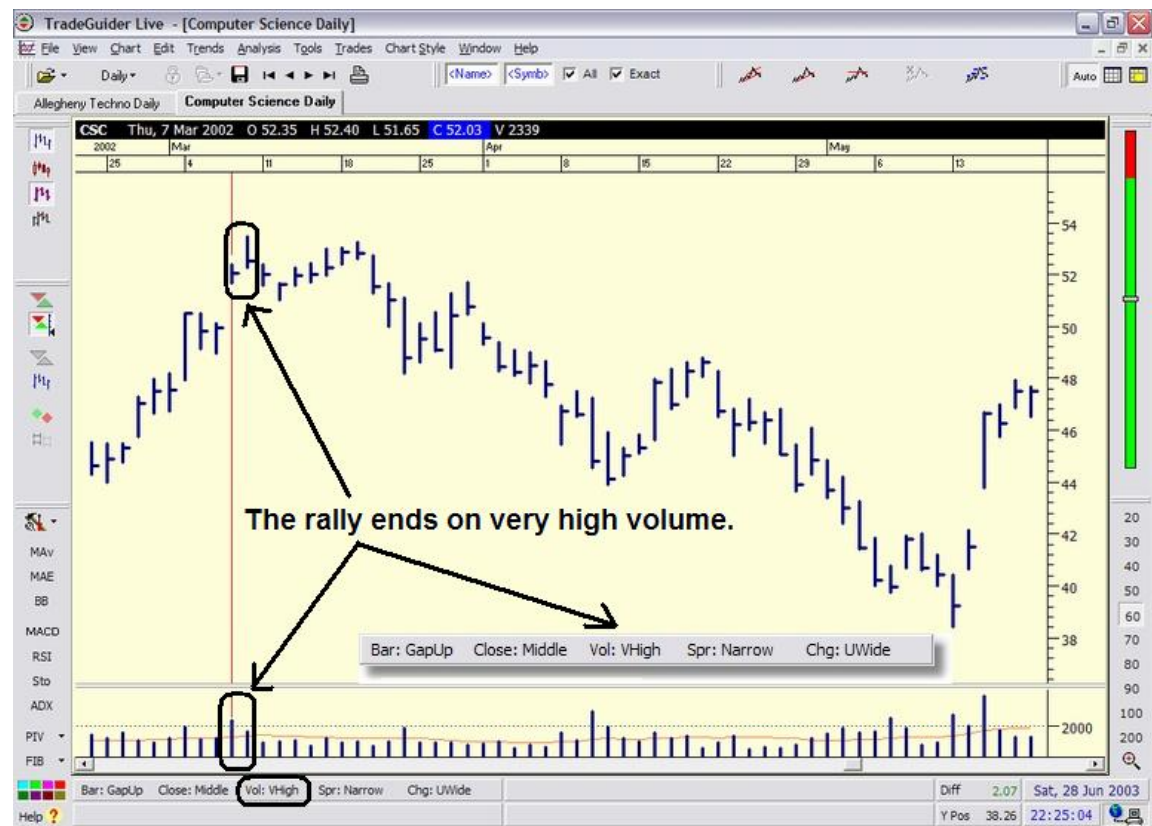 TradeGuider Live - [Computer Science Daily]
File View Chart Edit Trends Analysis Tools Trades Chart Style Window Help
Daily <Name> <Symb> All Exact Auto
Allegheny Techno Daily Computer Science Daily
CSC Thu, 7 Mar 2002 O 52.35 H 52.40 L 51.65 C 52.03 V 2339
2002 Mar Apr May
25 4 11 18 25 1 8 15 22 29 6 13
54
52
50
48
46
44
42
40
38
The rally ends on very high volume.
Bar: GapUp Close: Middle Vol: VHigh Spr: Narrow Chg: UWide
2000
MAv
MAE
BB
MACD
RSI
Sto
ADX
PIV
FIB
20
30
40
50
60
70
80
90
100
200
Bar: GapUp Close: Middle Vol: VHigh Spr: Narrow Chg: UWide Diff 2.07 Sat, 28 Jun 2003
Help ? Y Pos 38.26 22:25:04